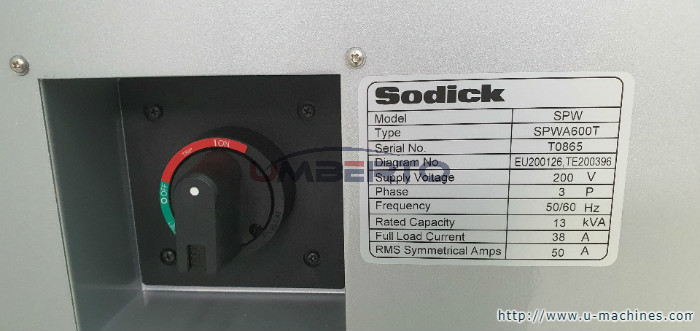 Sodick
Model SPW
Type SPWA600T
Serial No. T0865
Diagram No. EU200126,TE200396
Supply Voltage 200 V
Phase 3 P
Frequency 50/60 Hz
Rated Capacity 13 kVA
Full Load Current 38 A
RMS Symmetrical Amps 50 A
I ON
TRIP
O OFF
UMBERTO
http://www.u-machines.com